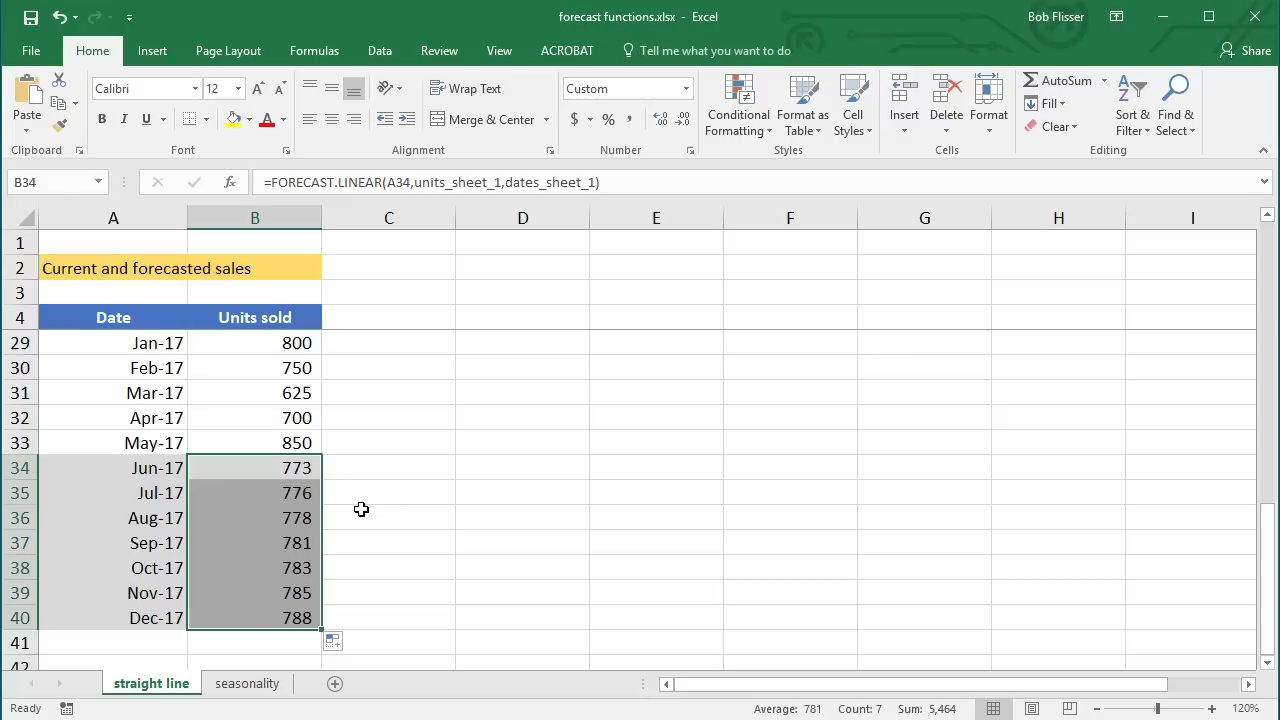 forecast functions.xlsx - Excel
Bob Flisser
File Home Insert Page Layout Formulas Data Review View ACROBAT Tell me what you want to do Share
Paste
Calibri 12 A A
B I U A
Wrap Text
Merge & Center
Custom
$ % ,
Conditional Formatting
Format as Table
Cell Styles
Insert
Delete
Format
AutoSum
Fill
Clear
Sort & Filter
Find & Select
Clipboard Font Alignment Number Styles Cells Editing
B34 fx =FORECAST.LINEAR(A34,units_sheet_1,dates_sheet_1)
A B C D E F G H I
1
2 Current and forecasted sales
3
4 Date Units sold
29 Jan-17 800
30 Feb-17 750
31 Mar-17 625
32 Apr-17 700
33 May-17 850
34 Jun-17 773
35 Jul-17 776
36 Aug-17 778
37 Sep-17 781
38 Oct-17 783
39 Nov-17 785
40 Dec-17 788
41
42
straight line seasonality
Ready Average: 781 Count: 7 Sum: 5,464 120%